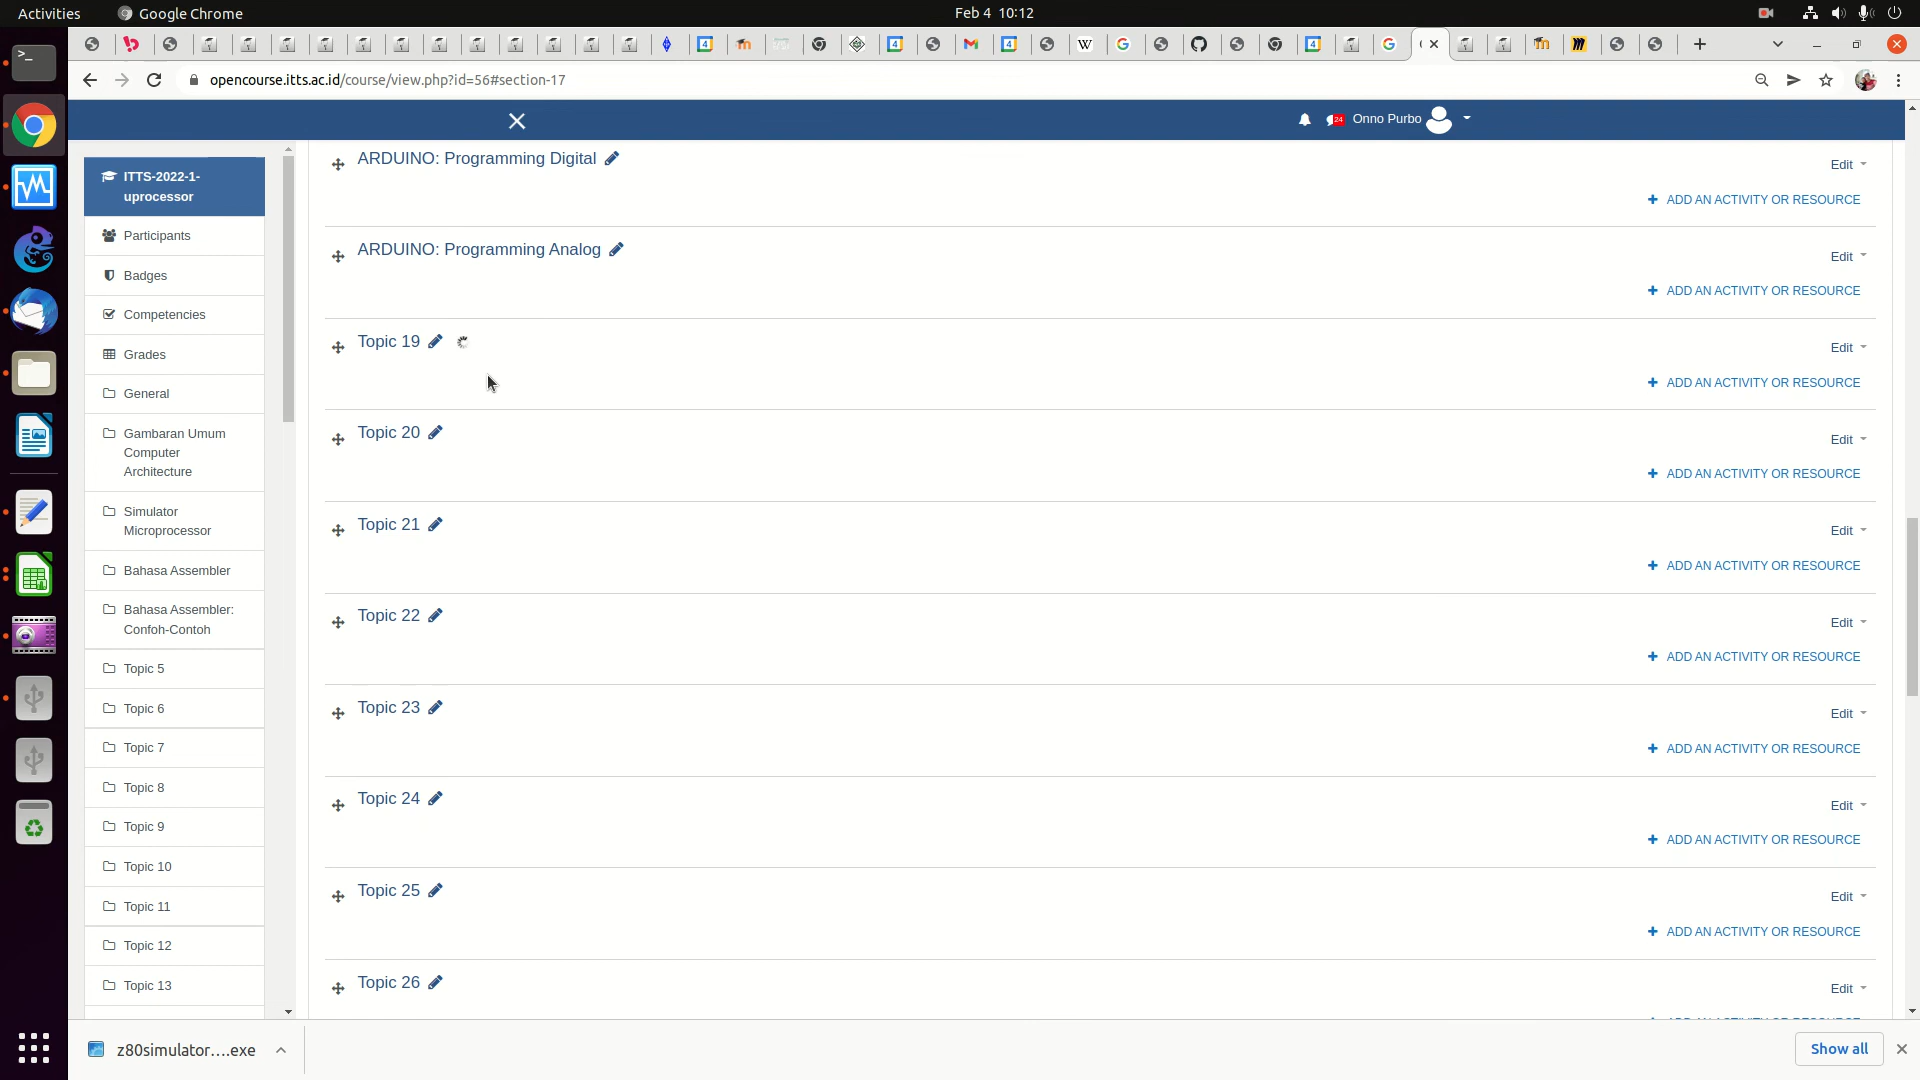 Activities
Google Chrome
Feb 4 10:12
opencourse.itts.ac.id/course/view.php?id=56#section-17
24
Onno Purbo
ITTS-2022-1-
uprocessor
Participants
Badges
Competencies
Grades
General
Gambaran Umum
Computer
Architecture
Simulator
Microprocessor
Bahasa Assembler
Bahasa Assembler:
Confoh-Contoh
Topic 5
Topic 6
Topic 7
Topic 8
Topic 9
Topic 10
Topic 11
Topic 12
Topic 13
ARDUINO: Programming Digital
Edit
ADD AN ACTIVITY OR RESOURCE
ARDUINO: Programming Analog
Edit
ADD AN ACTIVITY OR RESOURCE
Topic 19
Edit
ADD AN ACTIVITY OR RESOURCE
Topic 20
Edit
ADD AN ACTIVITY OR RESOURCE
Topic 21
Edit
ADD AN ACTIVITY OR RESOURCE
Topic 22
Edit
ADD AN ACTIVITY OR RESOURCE
Topic 23
Edit
ADD AN ACTIVITY OR RESOURCE
Topic 24
Edit
ADD AN ACTIVITY OR RESOURCE
Topic 25
Edit
ADD AN ACTIVITY OR RESOURCE
Topic 26
Edit
z80simulator....exe
Show all